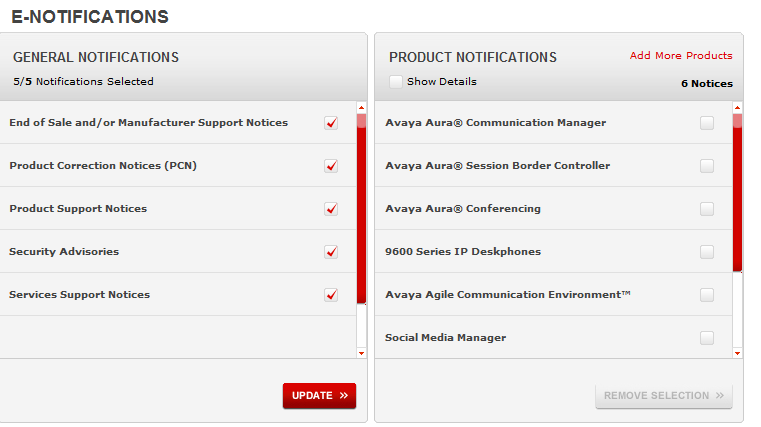 E-NOTIFICATIONS
GENERAL NOTIFICATIONS
5/5 Notifications Selected
End of Sale and/or Manufacturer Support Notices
Product Correction Notices (PCN)
Product Support Notices
Security Advisories
Services Support Notices
UPDATE »
PRODUCT NOTIFICATIONS
Add More Products
Show Details
6 Notices
Avaya Aura® Communication Manager
Avaya Aura® Session Border Controller
Avaya Aura® Conferencing
9600 Series IP Deskphones
Avaya Agile Communication Environment™
Social Media Manager
REMOVE SELECTION »